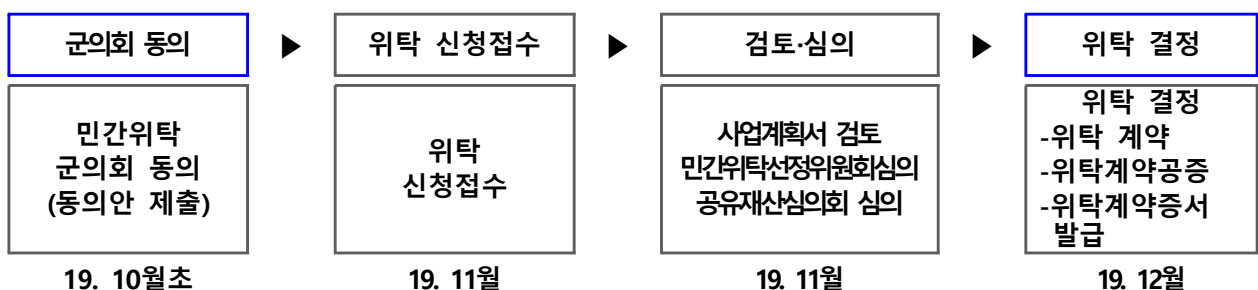 군의회 동의 ▶ 위탁 신청접수 ▶ 검토·심의 ▶ 위탁 결정
민간위탁
군의회 동의
(동의안 제출)
위탁
신청접수
사업계획서 검토
민간위탁선정위원회심의
공유재산심의회 심의
위탁 결정
-위탁 계약
-위탁계약공증
-위탁계약증서
발급
19. 10월초
19. 11월
19. 11월
19. 12월